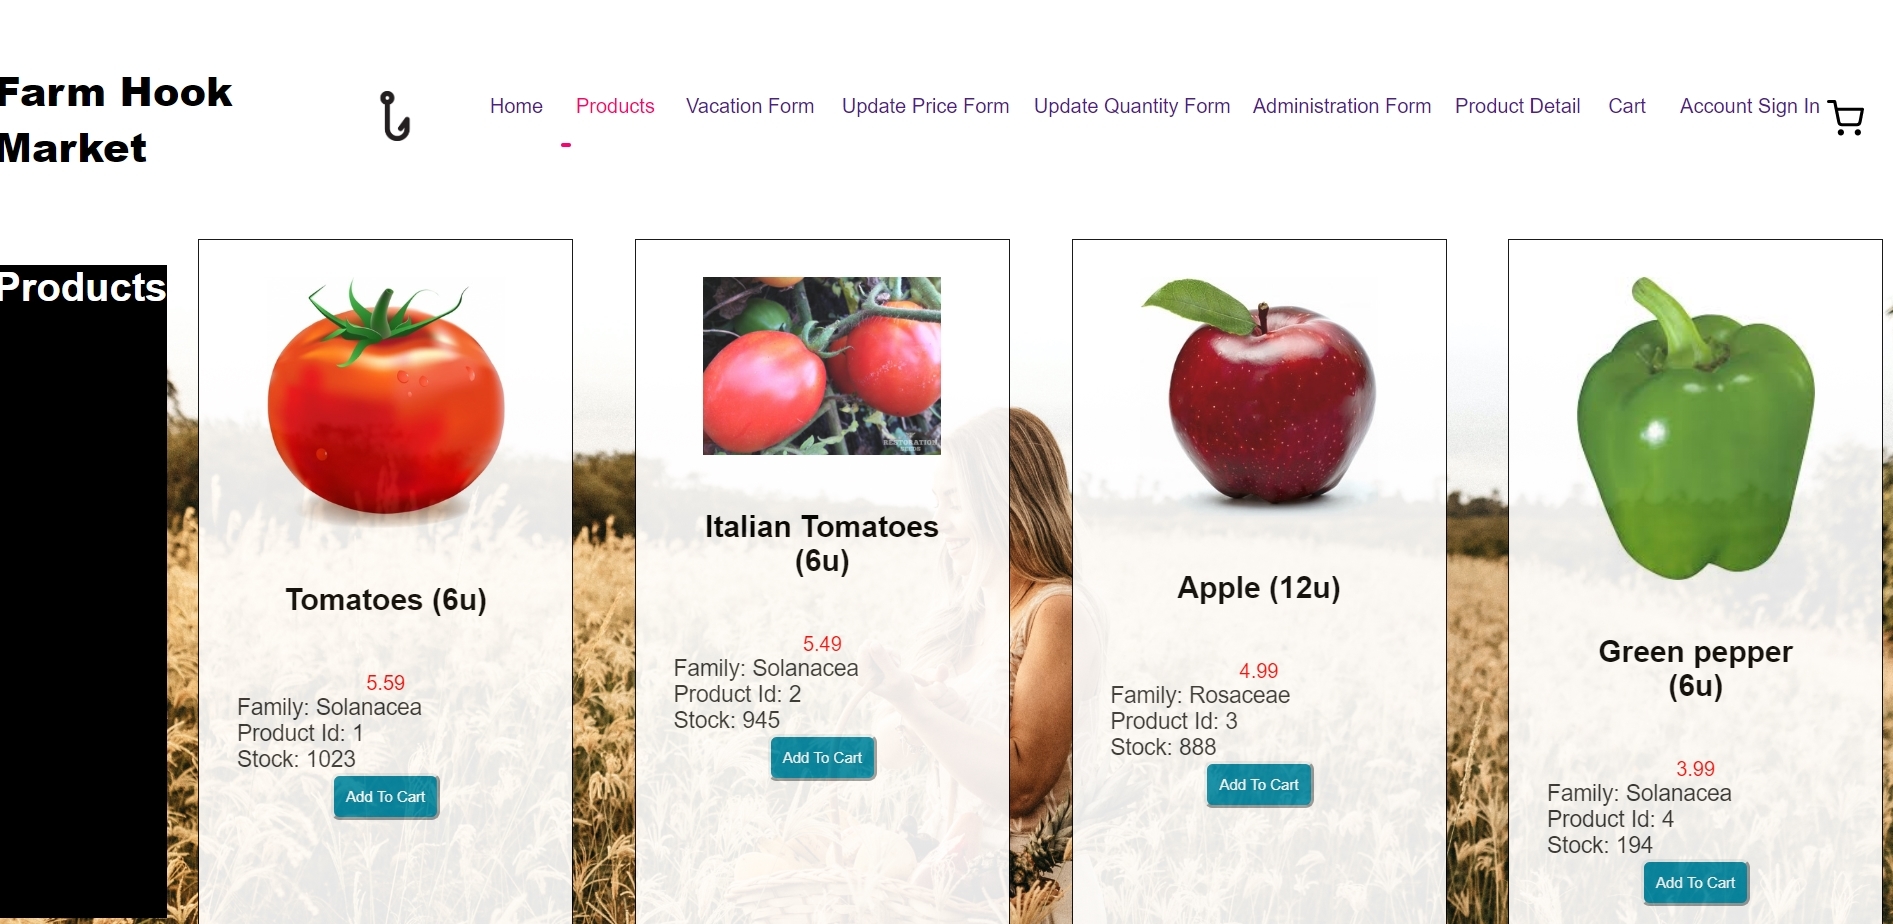 Farm Hook
Market
Home Products Vacation Form Update Price Form Update Quantity Form Administration Form Product Detail Cart Account Sign In
Products
Tomatoes (6u)
5.59
Family: Solanacea
Product Id: 1
Stock: 1023
Add To Cart
RESTORATION
SEEDS
Italian Tomatoes
(6u)
5.49
Family: Solanacea
Product Id: 2
Stock: 945
Add To Cart
Apple (12u)
4.99
Family: Rosaceae
Product Id: 3
Stock: 888
Add To Cart
Green pepper
(6u)
3.99
Family: Solanacea
Product Id: 4
Stock: 194
Add To Cart